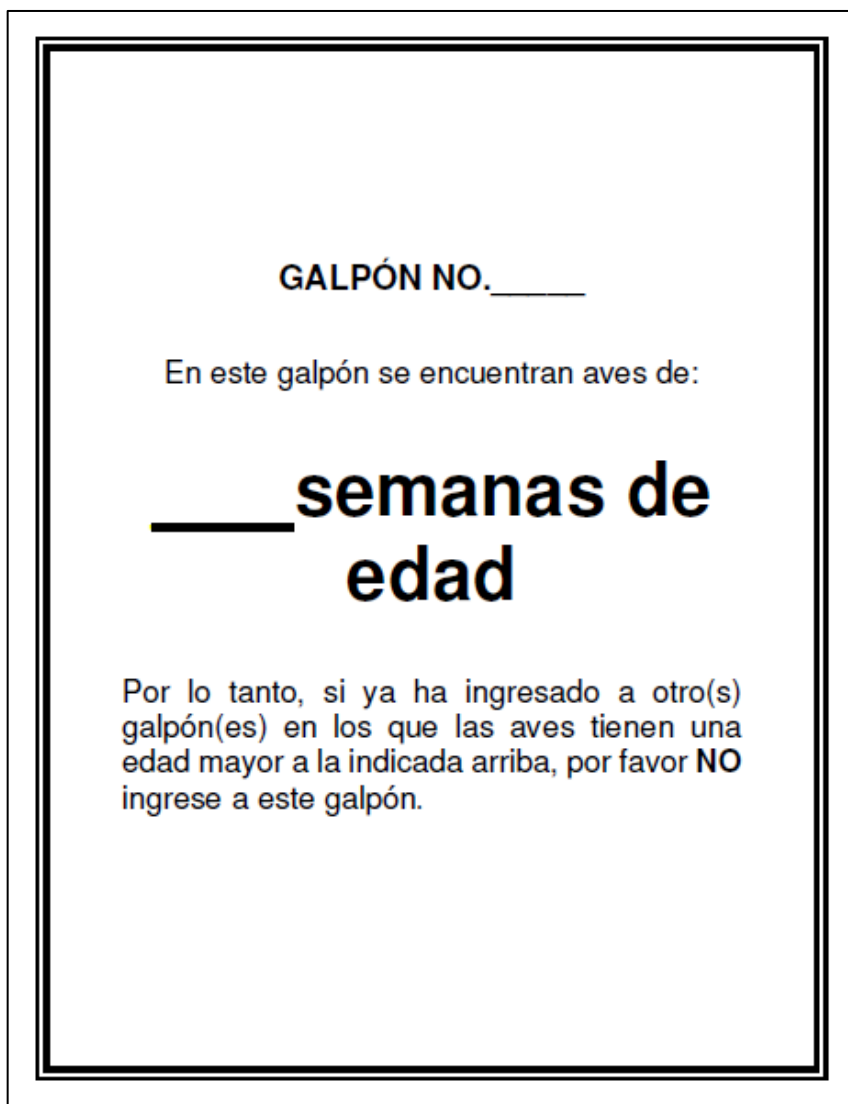 GALPÓN NO._____
En este galpón se encuentran aves de:
___semanas de
edad
Por lo tanto, si ya ha ingresado a otro(s)
galpón(es) en los que las aves tienen una
edad mayor a la indicada arriba, por favor NO
ingrese a este galpón.